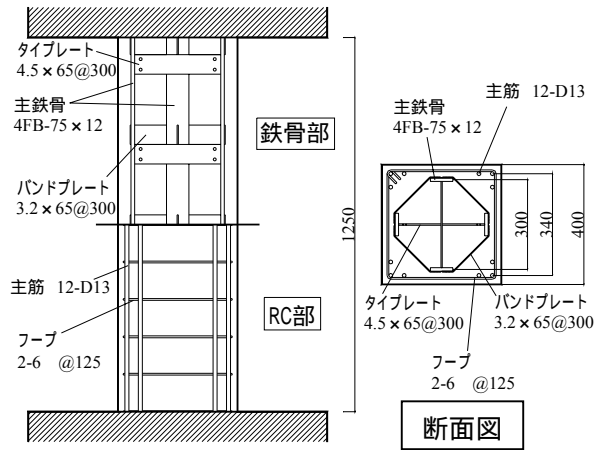 タイプレート
4.5×65@300
主鉄骨
4FB-75×12
鉄骨部
バンドプレート
3.2×65@300
1250
主筋 12-D13
フープ
2-6 @125
RC部
主筋 12-D13
主鉄骨
4FB-75×12
300
340
400
タイプレート
4.5×65@300
バンドプレート
3.2×65@300
フープ
2-6 @125
断面図